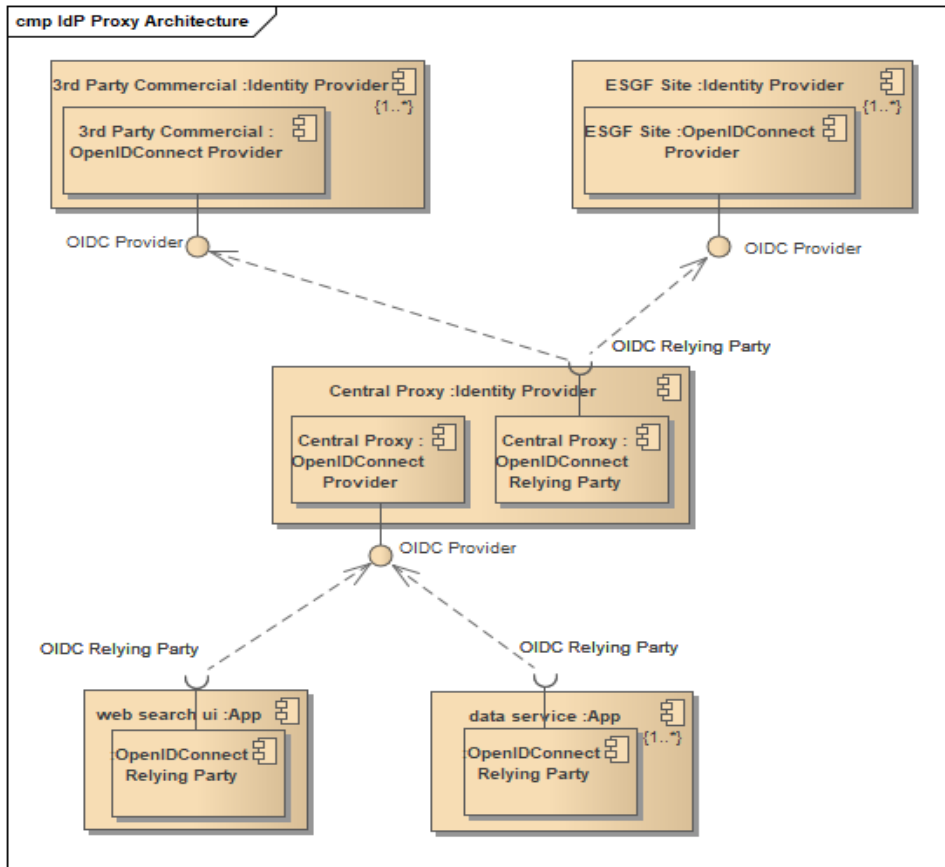 cmp IdP Proxy Architecture
3rd Party Commercial :Identity Provider
{1..*}
3rd Party Commercial :
OpenIDConnect Provider
OIDC Provider
ESGF Site :Identity Provider
{1..*}
ESGF Site :OpenIDConnect
Provider
OIDC Provider
OIDC Relying Party
Central Proxy :Identity Provider
Central Proxy :
OpenIDConnect
Provider
Central Proxy :
OpenIDConnect
Relying Party
OIDC Provider
OIDC Relying Party
OIDC Relying Party
web search ui :App
:OpenIDConnect
Relying Party
data service :App
{1..*}
:OpenIDConnect
Relying Party